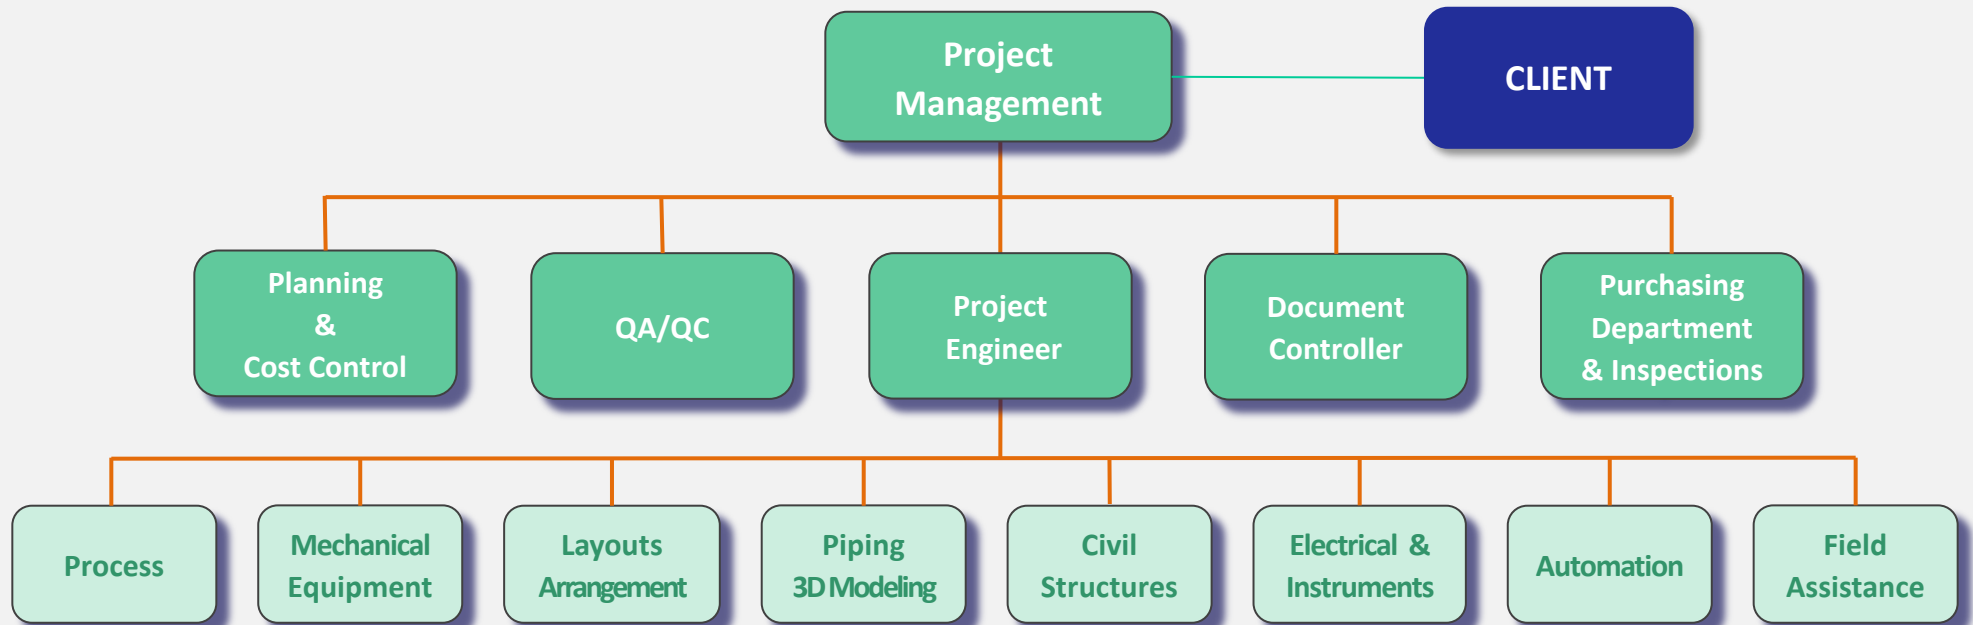 Project
Management
CLIENT
Planning
&
Cost Control
QA/QC
Project
Engineer
Document
Controller
Purchasing
Department
& Inspections
Process
Mechanical
Equipment
Layouts
Arrangement
Piping
3D Modeling
Civil
Structures
Electrical &
Instruments
Automation
Field
Assistance